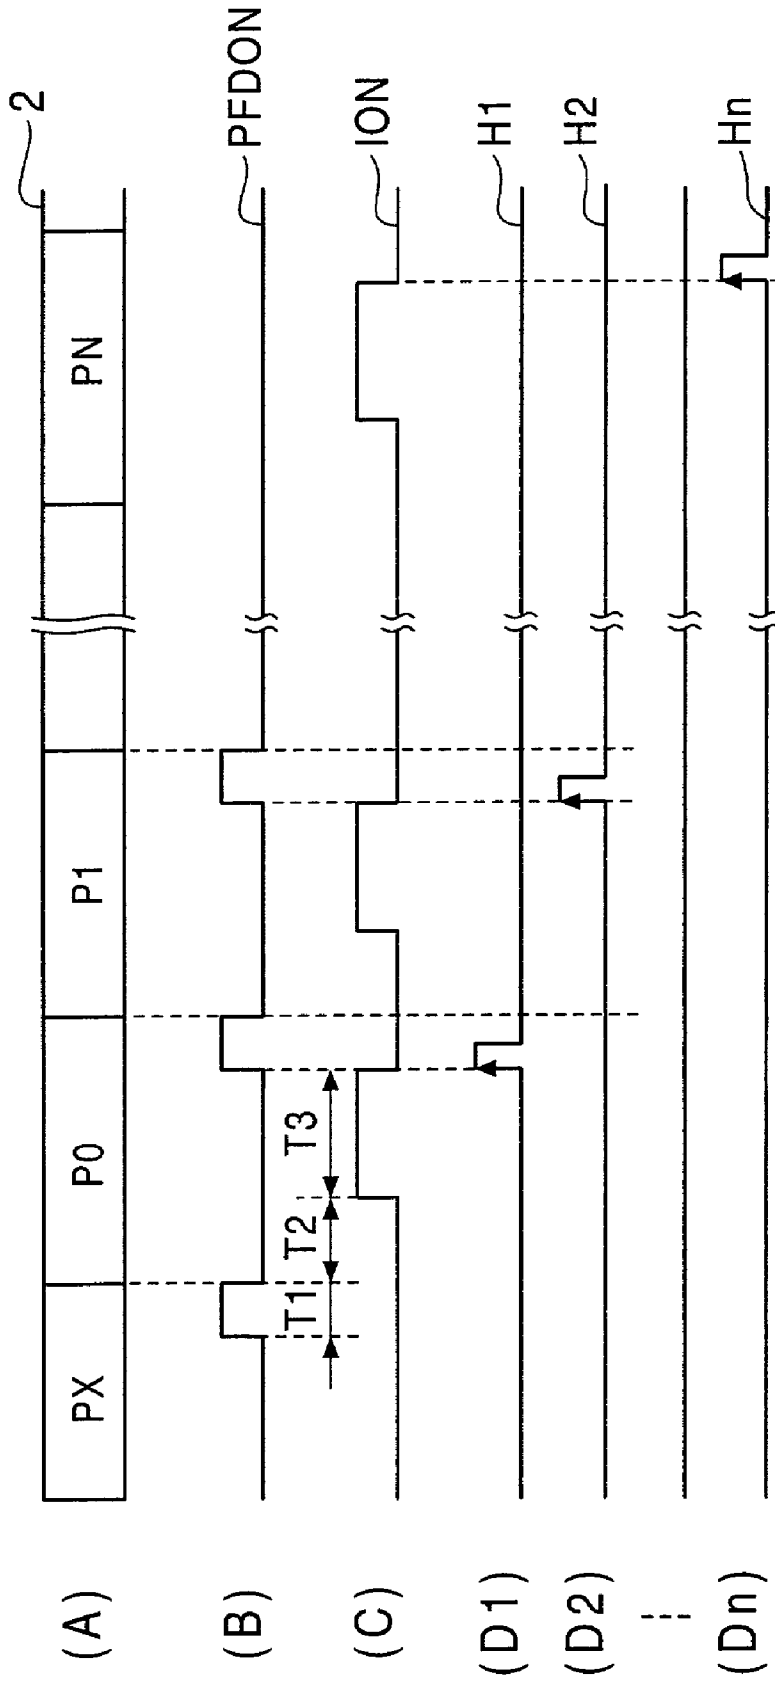 (A) PX P0 P1 PN 2
(B) PFDON
T1 T2 T3
(C) ION
(D1) H1
(D2) H2
(Dn) Hn